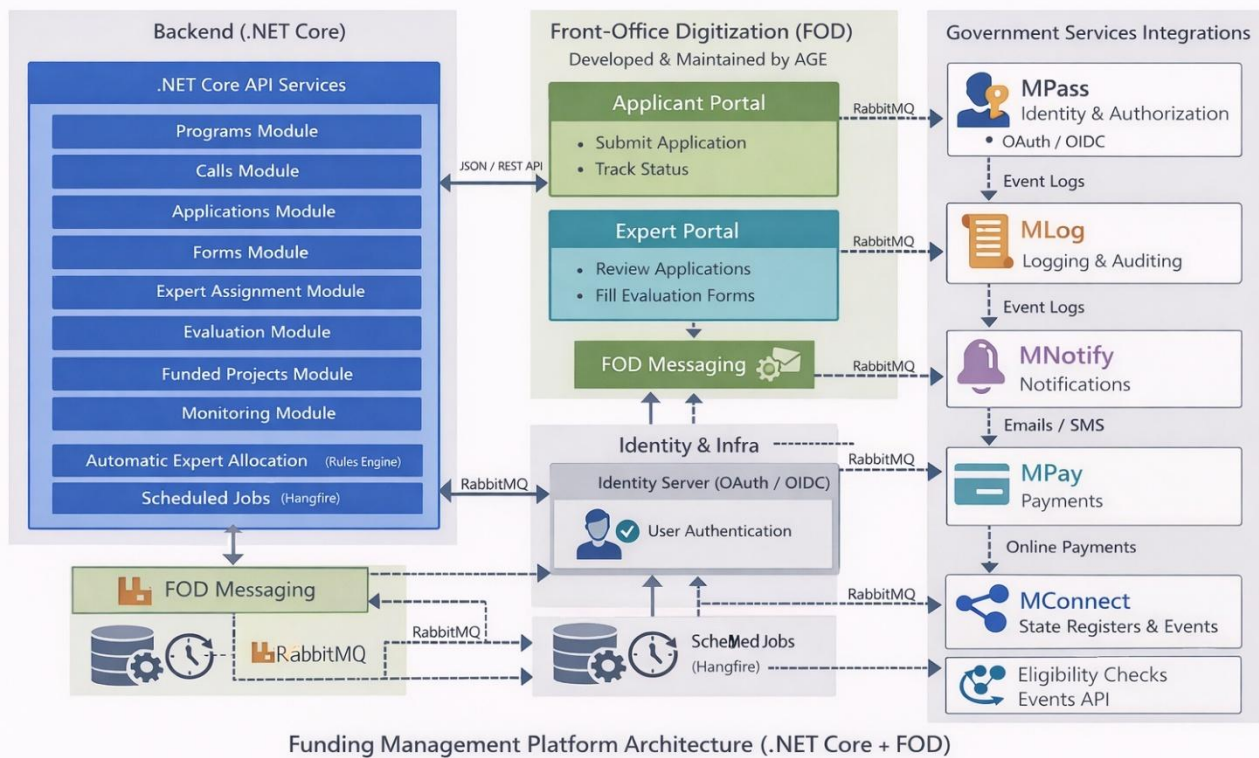 Backend (.NET Core)
.NET Core API Services
Programs Module
Calls Module
Applications Module
Forms Module
Expert Assignment Module
Evaluation Module
Funded Projects Module
Monitoring Module
Automatic Expert Allocation (Rules Engine)
Scheduled Jobs (Hangfire)
JSON / REST API
RabbitMQ
Front-Office Digitization (FOD)
Developed & Maintained by AGE
Applicant Portal
• Submit Application
• Track Status
Expert Portal
• Review Applications
• Fill Evaluation Forms
FOD Messaging
Identity & Infra
Identity Server (OAuth / OIDC)
User Authentication
RabbitMQ
RabbitMQ
RabbitMQ
RabbitMQ
RabbitMQ
Government Services Integrations
MPass
Identity & Authorization
• OAuth / OIDC
Event Logs
MLog
Logging & Auditing
Event Logs
MNotify
Notifications
Emails / SMS
MPay
Payments
Online Payments
MConnect
State Registers & Events
Eligibility Checks
Events API
FOD Messaging
RabbitMQ
RabbitMQ
Jobs
(Hangfire)
Funding Management Platform Architecture (.NET Core + FOD)